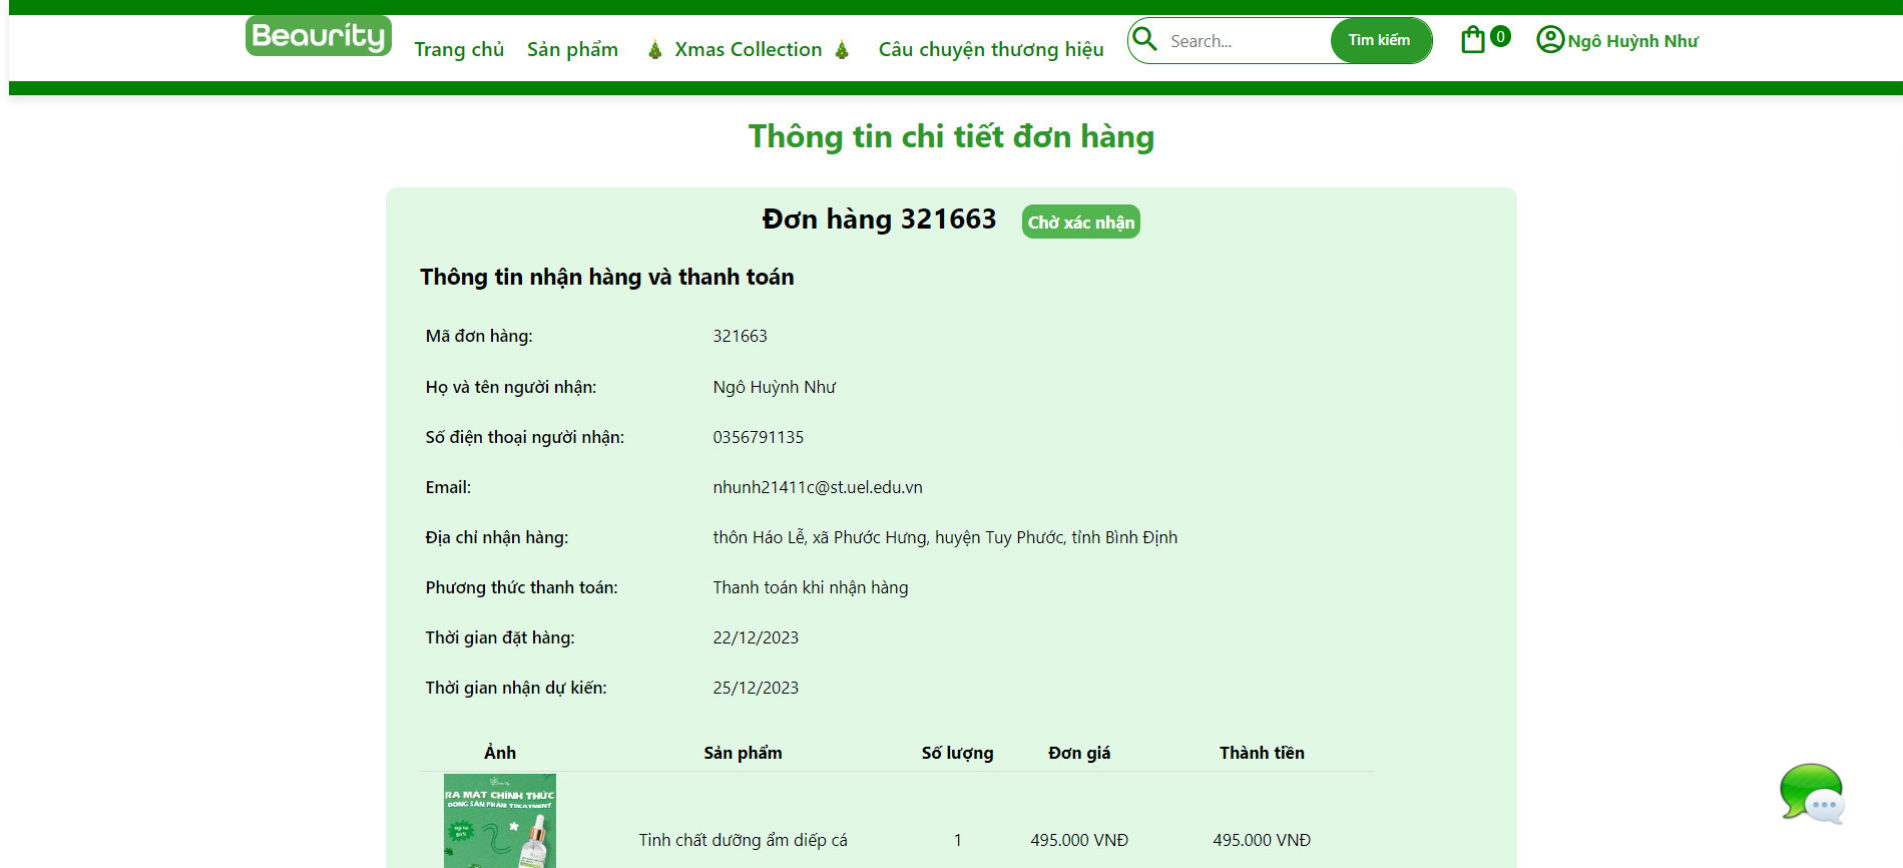 Beaurity
Trang chủ Sản phẩm Xmas Collection Câu chuyện thương hiệu Search... Tìm kiếm 0 Ngô Huỳnh Như
Thông tin chi tiết đơn hàng
Đơn hàng 321663 Chờ xác nhận
Thông tin nhận hàng và thanh toán
Mã đơn hàng: 321663
Họ và tên người nhận: Ngô Huỳnh Như
Số điện thoại người nhận: 0356791135
Email: nhunh21411c@st.uel.edu.vn
Địa chỉ nhận hàng: thôn Háo Lễ, xã Phước Hưng, huyện Tuy Phước, tỉnh Bình Định
Phương thức thanh toán: Thanh toán khi nhận hàng
Thời gian đặt hàng: 22/12/2023
Thời gian nhận dự kiến: 25/12/2023
Ảnh Sản phẩm Số lượng Đơn giá Thành tiền
RA MẮT CHÍNH THỨC
DÒNG SẢN PHẨM TREATMENT
Tinh chất dưỡng ẩm diếp cá 1 495.000 VNĐ 495.000 VNĐ